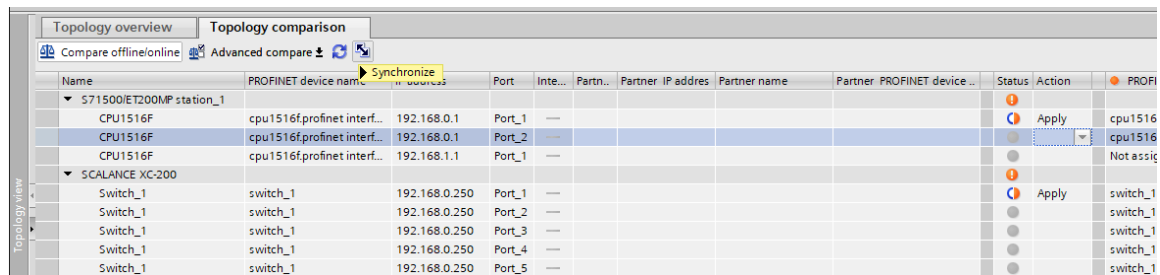 Topology overview Topology comparison
Compare offline/online Advanced compare
Synchronize
Name PROFINET device name IP address Port Inte... Partn.. Partner IP addres Partner name Partner PROFINET device .. Status Action PROFI
S71500/ET200MP station_1
CPU1516F cpu1516f.profinet interf... 192.168.0.1 Port_1 Apply cpu1516
CPU1516F cpu1516f.profinet interf... 192.168.0.1 Port_2 cpu1516
CPU1516F cpu1516f.profinet interf... 192.168.1.1 Port_1 Not assig
SCALANCE XC-200
Switch_1 switch_1 192.168.0.250 Port_1 Apply switch_1
Switch_1 switch_1 192.168.0.250 Port_2 switch_1
Switch_1 switch_1 192.168.0.250 Port_3 switch_1
Switch_1 switch_1 192.168.0.250 Port_4 switch_1
Switch_1 switch_1 192.168.0.250 Port_5 switch_1
Topology view